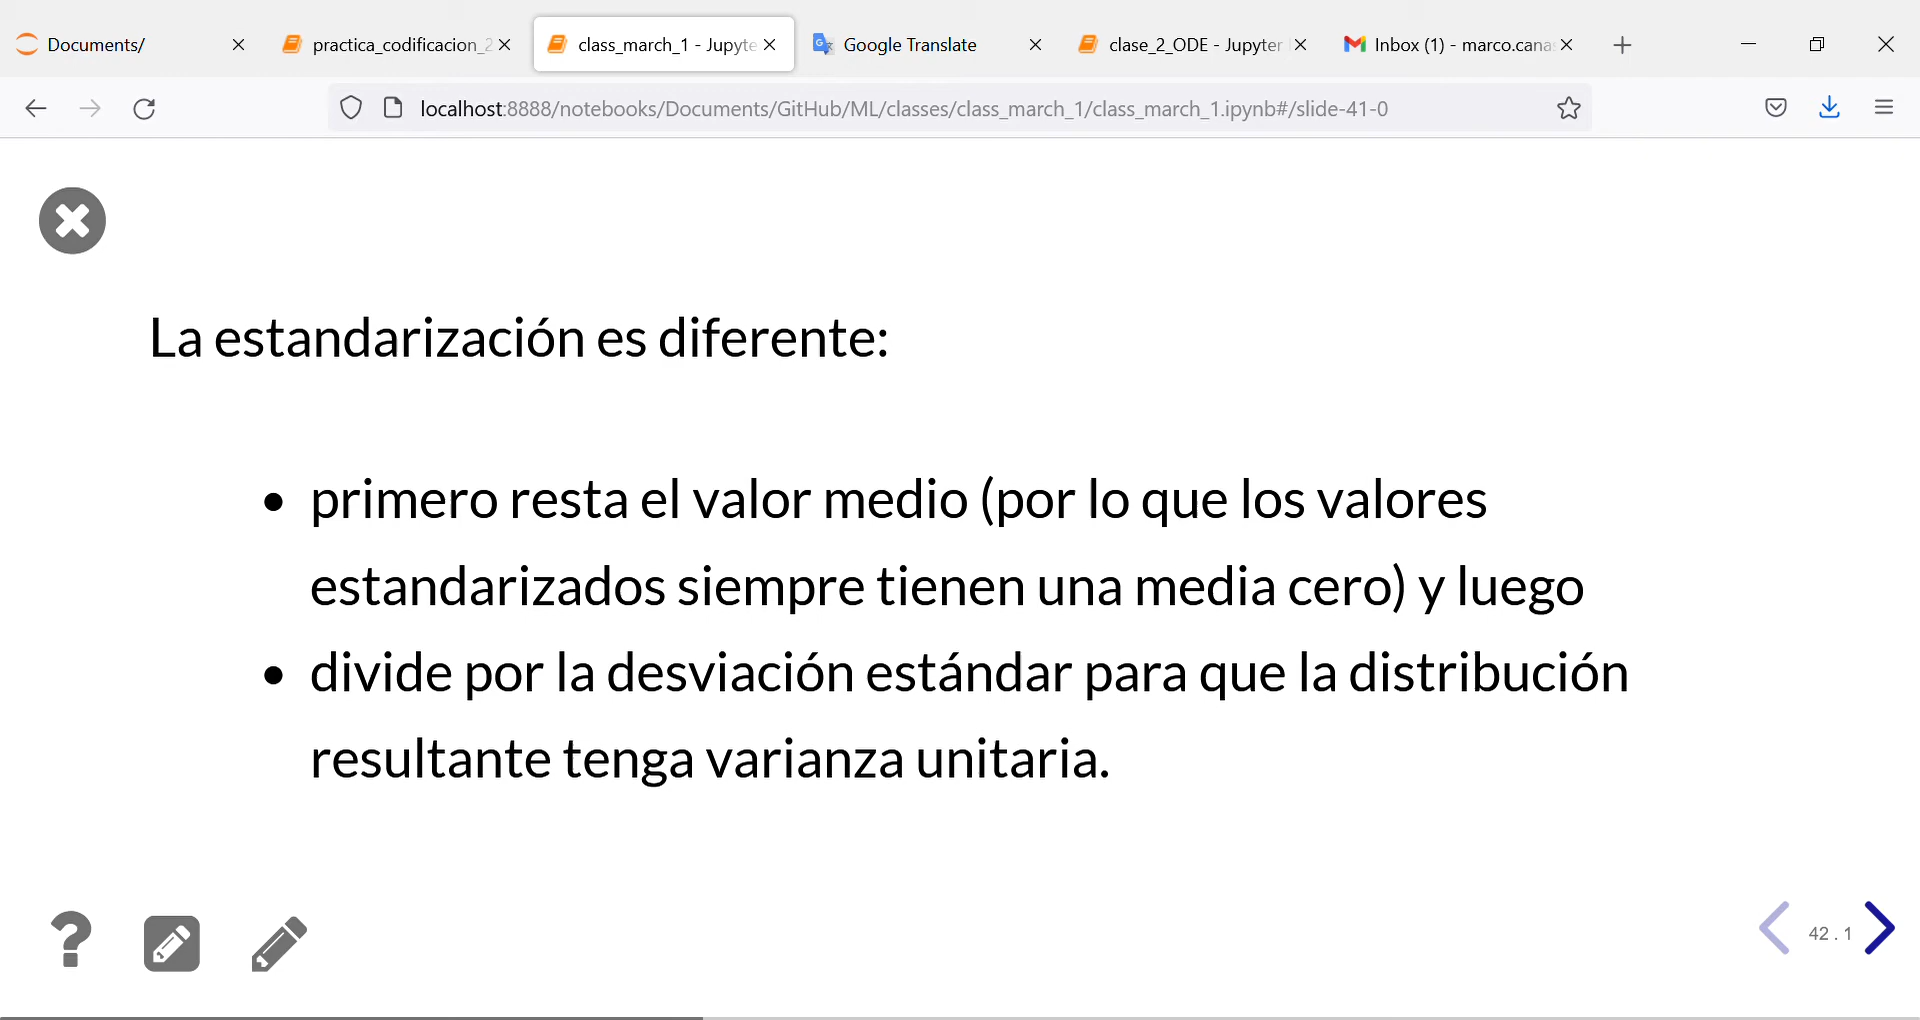 Documents/
practica_codificacion_2
class_march_1 - Jupyte
Google Translate
clase_2_ODE - Jupyter
Inbox (1) - marco.cana
localhost:8888/notebooks/Documents/GitHub/ML/classes/class_march_1/class_march_1.ipynb#/slide-41-0
La estandarización es diferente:
• primero resta el valor medio (por lo que los valores
estandarizados siempre tienen una media cero) y luego
• divide por la desviación estándar para que la distribución
resultante tenga varianza unitaria.
42 . 1